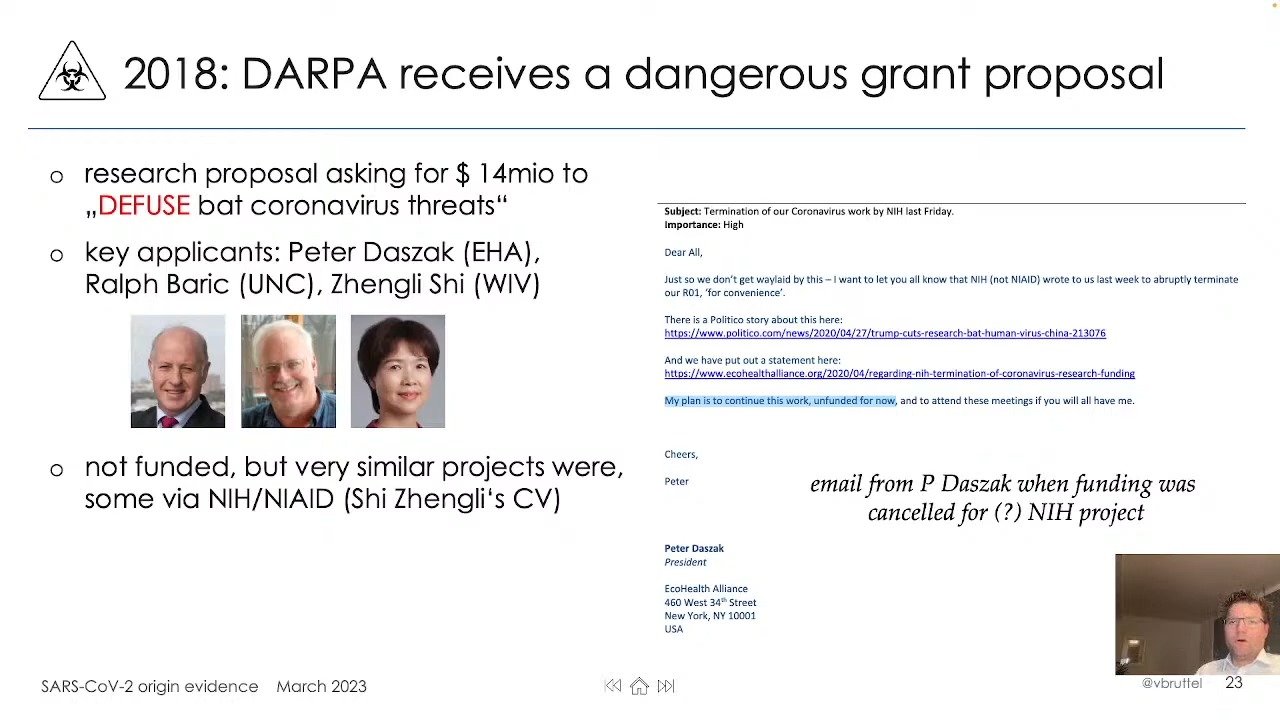 2018: DARPA receives a dangerous grant proposal
o research proposal asking for $ 14mio to
„DEFUSE bat coronavirus threats“
o key applicants: Peter Daszak (EHA),
Ralph Baric (UNC), Zhengli Shi (WIV)
o not funded, but very similar projects were,
some via NIH/NIAID (Shi Zhengli‘s CV)
Subject: Termination of our Coronavirus work by NIH last Friday.
Importance: High
Dear All,
Just so we don’t get waylaid by this – I want to let you all know that NIH (not NIAID) wrote to us last week to abruptly terminate
our R01, ‘for convenience’.
There is a Politico story about this here:
https://www.politico.com/news/2020/04/27/trump-cuts-research-bat-human-virus-china-213076
And we have put out a statement here:
https://www.ecohealthalliance.org/2020/04/regarding-nih-termination-of-coronavirus-research-funding
My plan is to continue this work, unfunded for now, and to attend these meetings if you will all have me.
Cheers,
Peter
email from P Daszak when funding was
cancelled for (?) NIH project
Peter Daszak
President
EcoHealth Alliance
460 West 34th Street
New York, NY 10001
USA
SARS-CoV-2 origin evidence March 2023
@vbruttel 23